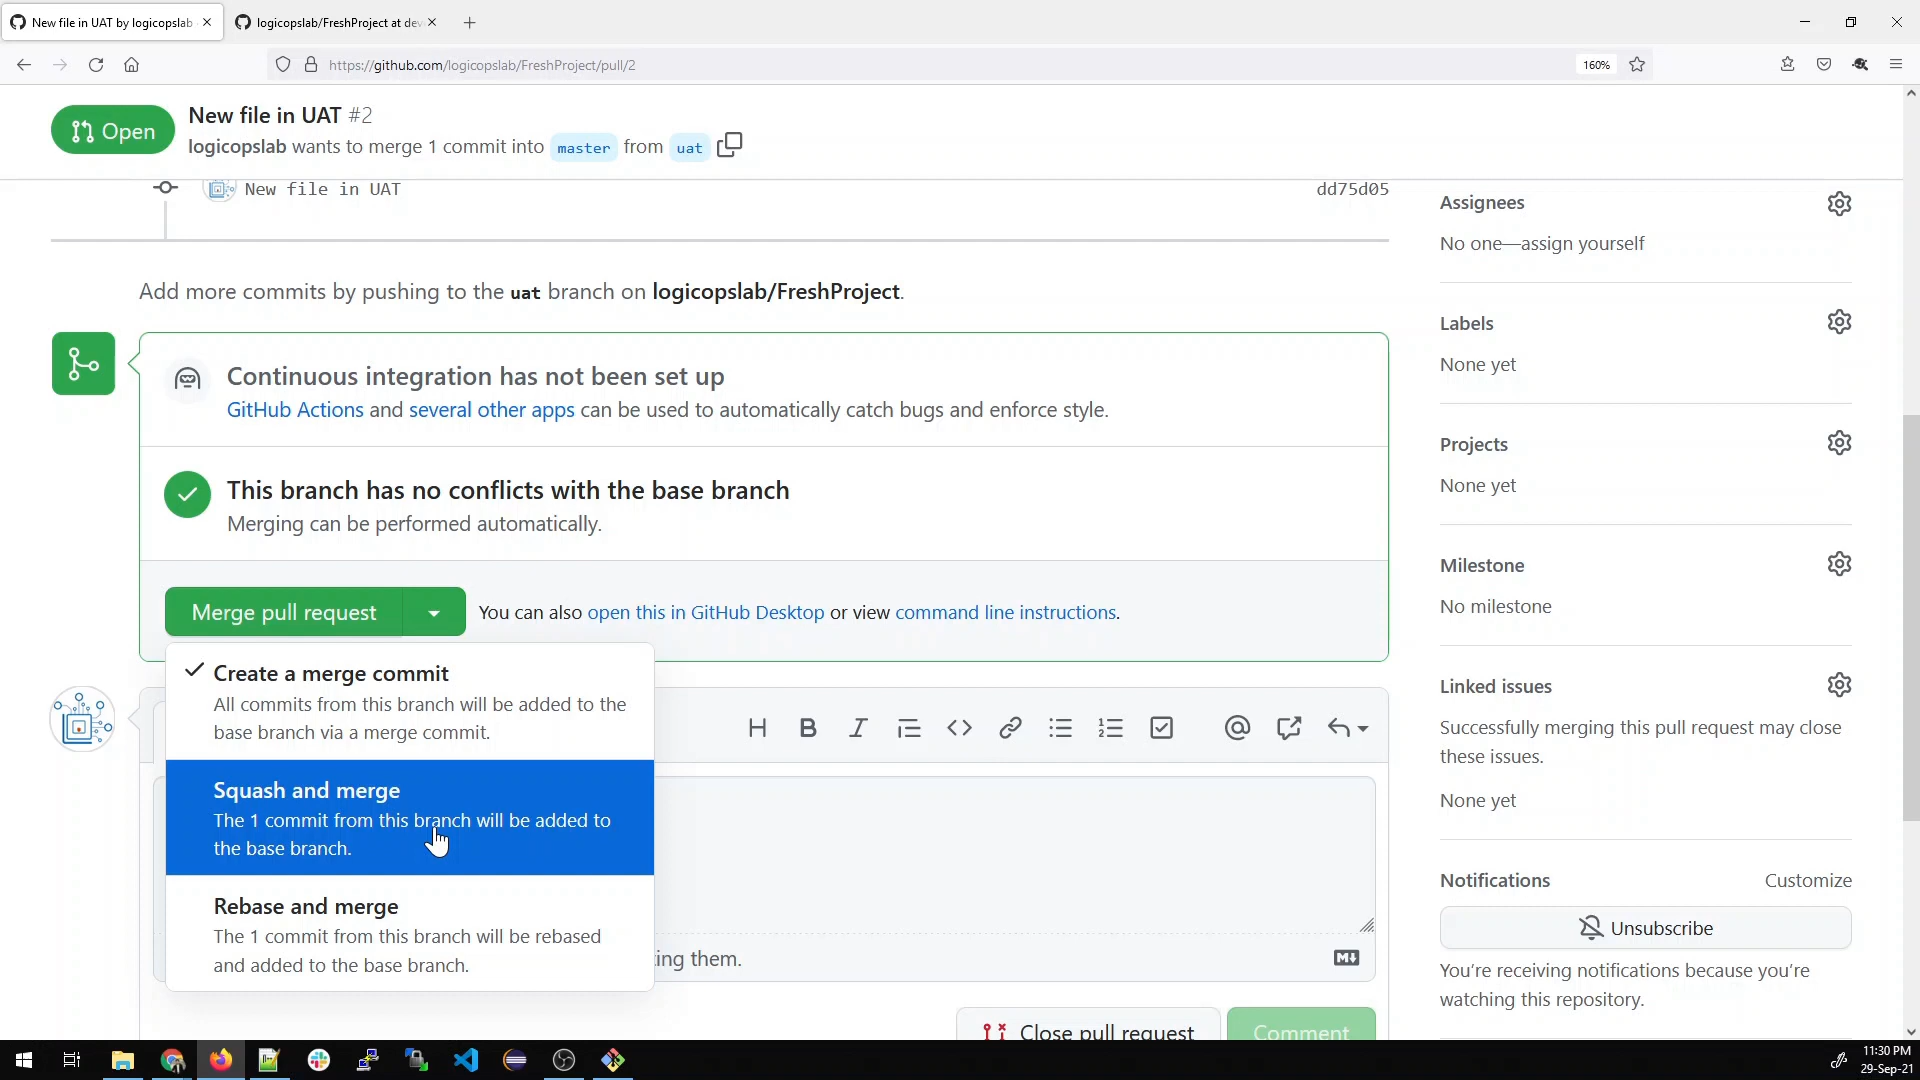 New file in UAT by logicopslab
logicopslab/FreshProject at dev
https://github.com/logicopslab/FreshProject/pull/2
160%
Open
New file in UAT #2
logicopslab wants to merge 1 commit into master from uat
New file in UAT
dd75d05
Add more commits by pushing to the uat branch on logicopslab/FreshProject.
Continuous integration has not been set up
GitHub Actions and several other apps can be used to automatically catch bugs and enforce style.
This branch has no conflicts with the base branch
Merging can be performed automatically.
Merge pull request
You can also open this in GitHub Desktop or view command line instructions.
Create a merge commit
All commits from this branch will be added to the
base branch via a merge commit.
Squash and merge
The 1 commit from this branch will be added to
the base branch.
Rebase and merge
The 1 commit from this branch will be rebased
and added to the base branch.
ing them.
Close pull request
Comment
Assignees
No one—assign yourself
Labels
None yet
Projects
None yet
Milestone
No milestone
Linked issues
Successfully merging this pull request may close
these issues.
None yet
Notifications
Customize
Unsubscribe
You're receiving notifications because you're
watching this repository.
11:30 PM
29-Sep-21